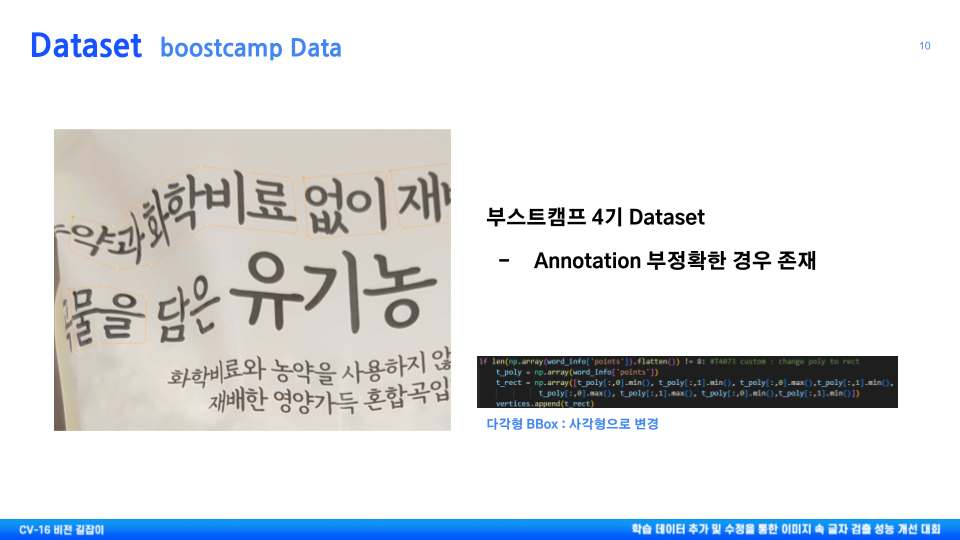 Dataset boostcamp Data
10
약과화학비료 없이 재
물을 담은 유기농
화학비료와 농약을 사용하지 않
재배한 영양가득 혼합곡입
부스트캠프 4기 Dataset
- Annotation 부정확한 경우 존재
if len(np.array(word_info['points']).flatten()) != 8: #T4073 custom : change poly to rect
t_poly = np.array(word_info['points'])
t_rect = np.array([t_poly[:,0].min(), t_poly[:,1].min(), t_poly[:,0].max(),t_poly[:,1].min(),
t_poly[:,0].max(), t_poly[:,1].max(), t_poly[:,0].min(),t_poly[:,1].min()])
vertices.append(t_rect)
다각형 BBox : 사각형으로 변경
CV-16 비전 길잡이
학습 데이터 추가 및 수정을 통한 이미지 속 글자 검출 성능 개선 대회